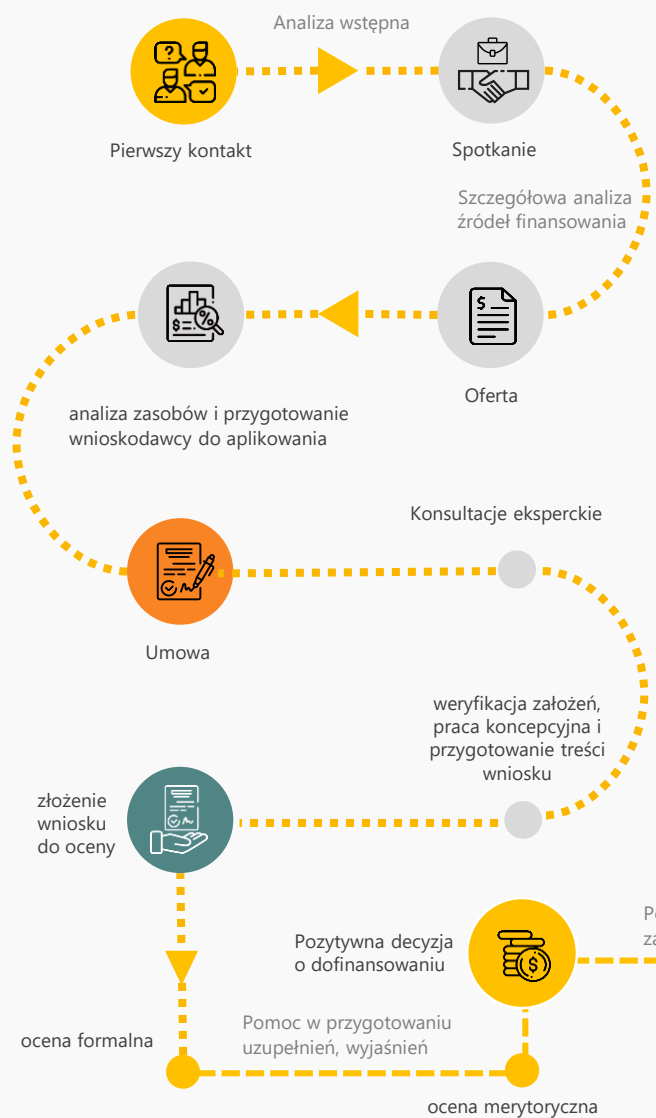 Analiza wstępna
Pierwszy kontakt
Spotkanie
Szczegółowa analiza
źródeł finansowania
Oferta
analiza zasobów i przygotowanie
wnioskodawcy do aplikowania
Konsultacje eksperckie
Umowa
weryfikacja założeń,
praca koncepcyjna i
przygotowanie treści
wniosku
złożenie
wniosku
do oceny
Pozytywna decyzja
o dofinansowaniu
ocena formalna
Pomoc w przygotowaniu
uzupełnień, wyjaśnień
ocena merytoryczna